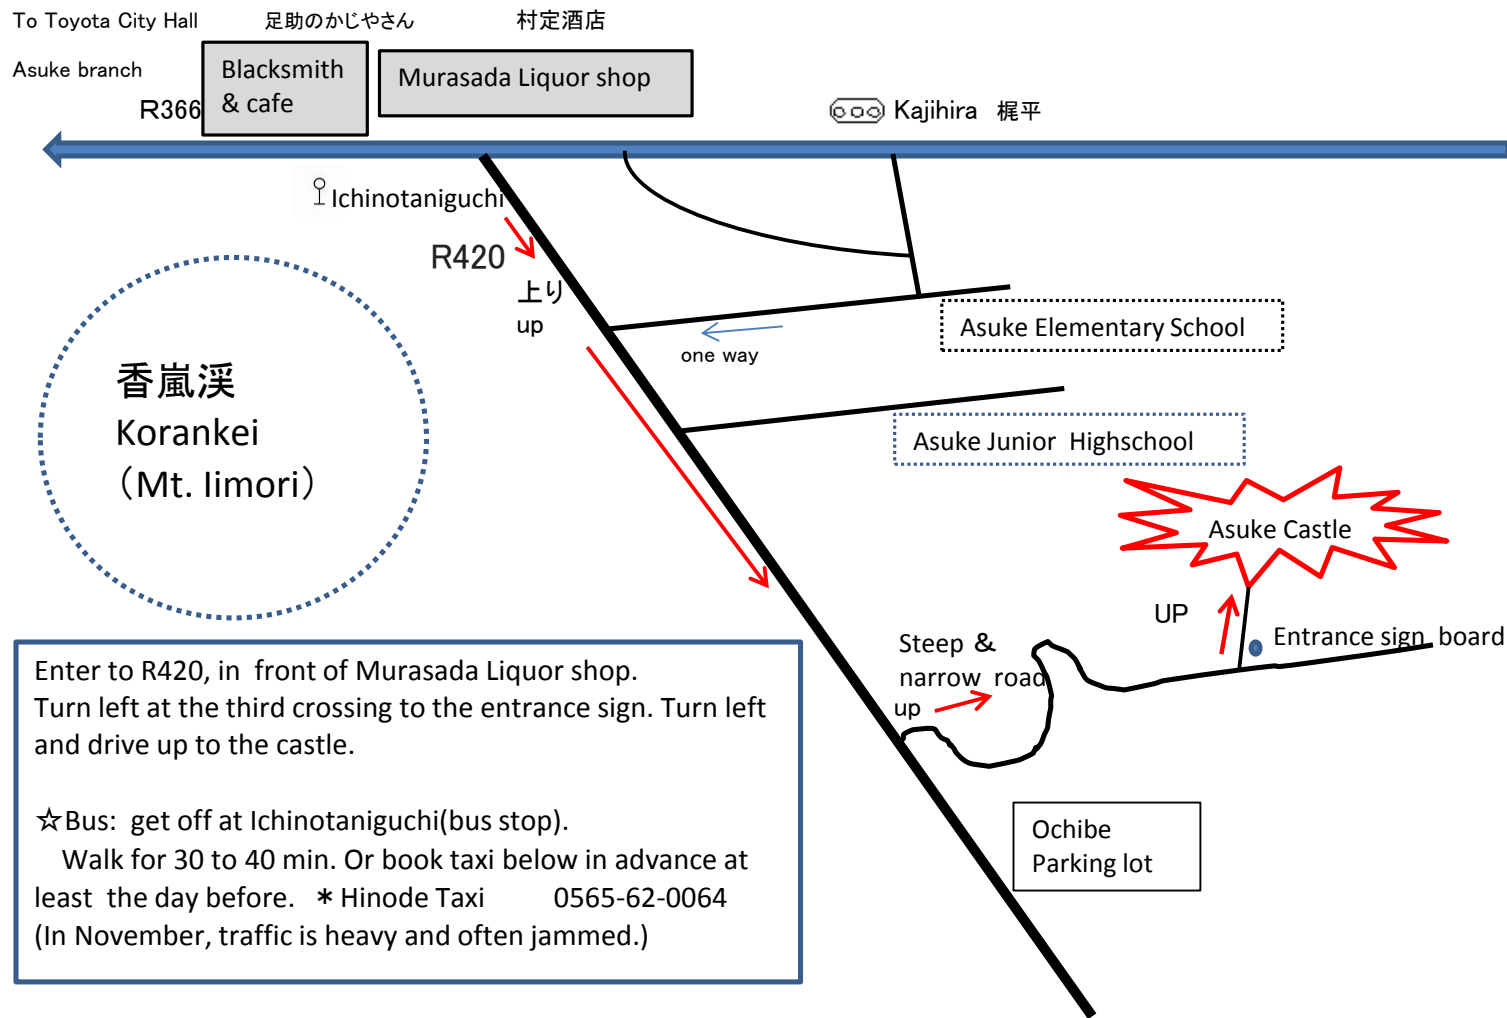 To Toyota City Hall
足助のかじやさん
村定酒店
Asuke branch
Blacksmith
& cafe
Murasada Liquor shop
R366
Kajihira 梶平
Ichinotaniguchi
R420
上り
up
one way
Asuke Elementary School
香嵐渓
Korankei
（Mt. Iimori）
Asuke Junior Highschool
Asuke Castle
UP
Entrance sign board
Steep &
narrow road
up
Enter to R420, in front of Murasada Liquor shop.
Turn left at the third crossing to the entrance sign. Turn left
and drive up to the castle.
☆Bus: get off at Ichinotaniguchi(bus stop).
Walk for 30 to 40 min. Or book taxi below in advance at
least the day before. ＊Hinode Taxi 0565-62-0064
(In November, traffic is heavy and often jammed.)
Ochibe
Parking lot